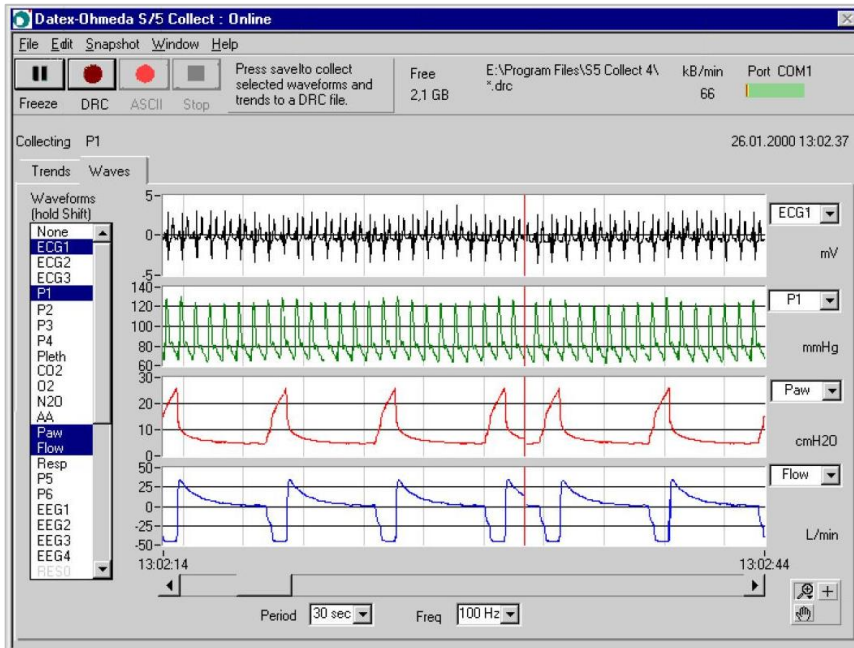 Datex-Ohmeda S/5 Collect : Online
File Edit Snapshot Window Help
Freeze DRC ASCII Stop
Press saveIto collect
selected waveforms and
trends to a DRC file.
Free
2,1 GB
E:\Program Files\S5 Collect 4\
*.drc
kB/min
66
Port COM1
Collecting P1
26.01.2000 13:02.37
Trends Waves
Waveforms
(hold Shift)
None
ECG1
ECG2
ECG3
P1
P2
P3
P4
Pleth
CO2
O2
N2O
AA
Paw
Flow
Resp
P5
P6
EEG1
EEG2
EEG3
EEG4
RES0
5
0
-5
ECG1
mV
140
120
100
80
60
P1
mmHg
30
20
10
0
Paw
cmH2O
50
25
0
-25
-50
Flow
L/min
13:02:14 13:02:44
Period 30 sec Freq 100 Hz